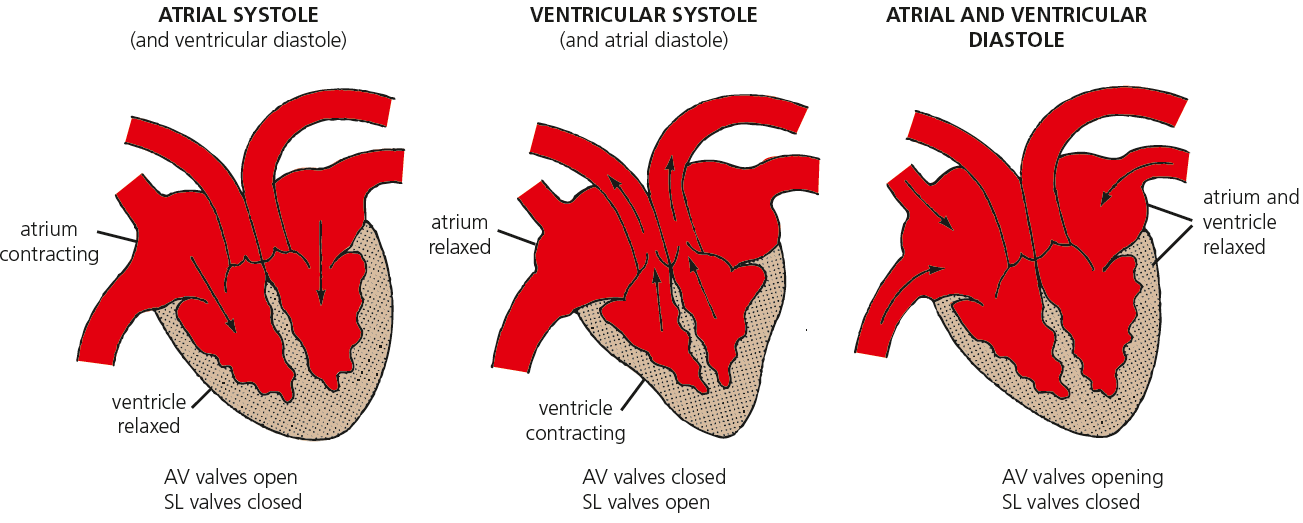 ATRIAL SYSTOLE
(and ventricular diastole)
atrium
contracting
ventricle
relaxed
AV valves open
SL valves closed
VENTRICULAR SYSTOLE
(and atrial diastole)
atrium
relaxed
ventricle
contracting
AV valves closed
SL valves open
ATRIAL AND VENTRICULAR
DIASTOLE
atrium and
ventricle
relaxed
AV valves opening
SL valves closed